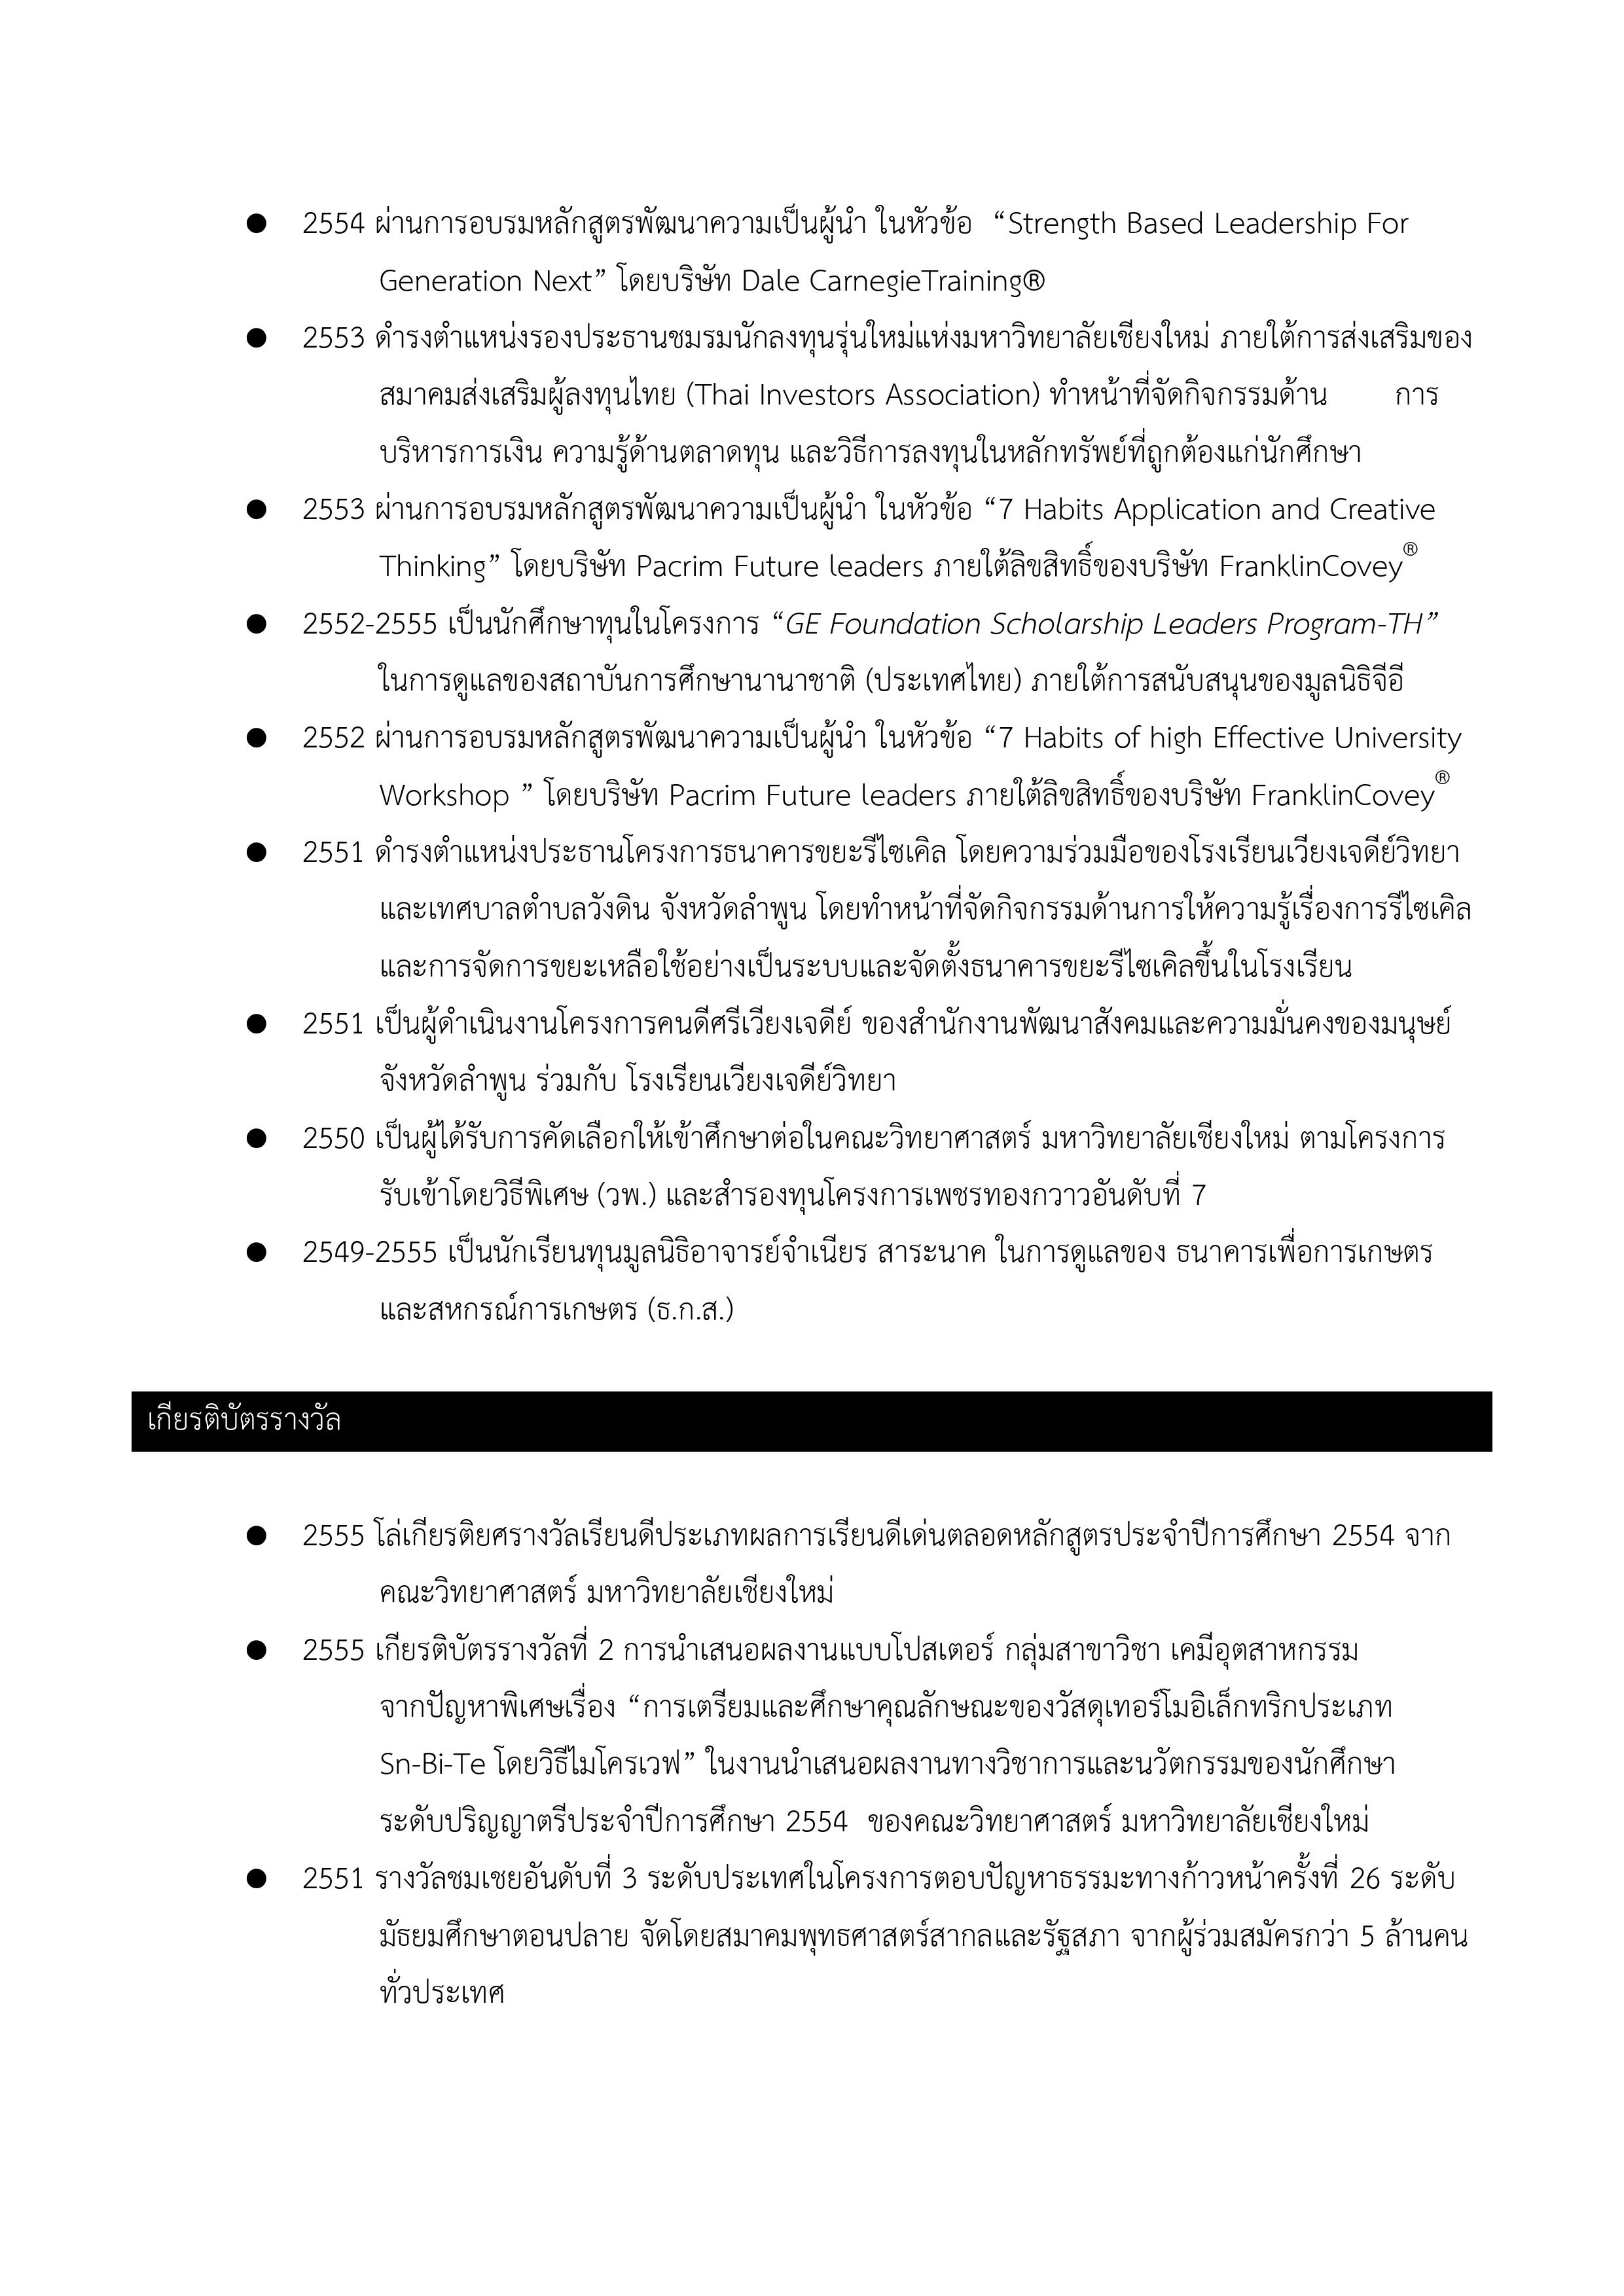 ● 2554 ผ่านการอบรมหลักสูตรพัฒนาความเป็นผู้นำ ในหัวข้อ “Strength Based Leadership For
Generation Next” โดยบริษัท Dale CarnegieTraining®
● 2553 ดำรงตำแหน่งรองประธานชมรมนักลงทุนรุ่นใหม่แห่งมหาวิทยาลัยเชียงใหม่ ภายใต้การส่งเสริมของ
สมาคมส่งเสริมผู้ลงทุนไทย (Thai Investors Association) ทำหน้าที่จัดกิจกรรมด้าน การ
บริหารการเงิน ความรู้ด้านตลาดทุน และวิธีการลงทุนในหลักทรัพย์ที่ถูกต้องแก่นักศึกษา
● 2553 ผ่านการอบรมหลักสูตรพัฒนาความเป็นผู้นำ ในหัวข้อ “7 Habits Application and Creative
Thinking” โดยบริษัท Pacrim Future leaders ภายใต้ลิขสิทธิ์ของบริษัท FranklinCovey®
● 2552-2555 เป็นนักศึกษาทุนในโครงการ “GE Foundation Scholarship Leaders Program-TH”
ในการดูแลของสถาบันการศึกษานานาชาติ (ประเทศไทย) ภายใต้การสนับสนุนของมูลนิธิจีอี
● 2552 ผ่านการอบรมหลักสูตรพัฒนาความเป็นผู้นำ ในหัวข้อ “7 Habits of high Effective University
Workshop ” โดยบริษัท Pacrim Future leaders ภายใต้ลิขสิทธิ์ของบริษัท FranklinCovey®
● 2551 ดำรงตำแหน่งประธานโครงการธนาคารขยะรีไซเคิล โดยความร่วมมือของโรงเรียนเวียงเจดีย์วิทยา
และเทศบาลตำบลวังดิน จังหวัดลำพูน โดยทำหน้าที่จัดกิจกรรมด้านการให้ความรู้เรื่องการรีไซเคิล
และการจัดการขยะเหลือใช้อย่างเป็นระบบและจัดตั้งธนาคารขยะรีไซเคิลขึ้นในโรงเรียน
● 2551 เป็นผู้ดำเนินงานโครงการคนดีศรีเวียงเจดีย์ ของสำนักงานพัฒนาสังคมและความมั่นคงของมนุษย์
จังหวัดลำพูน ร่วมกับ โรงเรียนเวียงเจดีย์วิทยา
● 2550 เป็นผู้ได้รับการคัดเลือกให้เข้าศึกษาต่อในคณะวิทยาศาสตร์ มหาวิทยาลัยเชียงใหม่ ตามโครงการ
รับเข้าโดยวิธีพิเศษ (วพ.) และสำรองทุนโครงการเพชรทองกวาวอันดับที่ 7
● 2549-2555 เป็นนักเรียนทุนมูลนิธิอาจารย์จำเนียร สาระนาค ในการดูแลของ ธนาคารเพื่อการเกษตร
และสหกรณ์การเกษตร (ธ.ก.ส.)
เกียรติบัตรรางวัล
● 2555 โล่เกียรติยศรางวัลเรียนดีประเภทผลการเรียนดีเด่นตลอดหลักสูตรประจำปีการศึกษา 2554 จาก
คณะวิทยาศาสตร์ มหาวิทยาลัยเชียงใหม่
● 2555 เกียรติบัตรรางวัลที่ 2 การนำเสนอผลงานแบบโปสเตอร์ กลุ่มสาขาวิชา เคมีอุตสาหกรรม
จากปัญหาพิเศษเรื่อง “การเตรียมและศึกษาคุณลักษณะของวัสดุเทอร์โมอิเล็กทริกประเภท
Sn-Bi-Te โดยวิธีไมโครเวฟ” ในงานนำเสนอผลงานทางวิชาการและนวัตกรรมของนักศึกษา
ระดับปริญญาตรีประจำปีการศึกษา 2554 ของคณะวิทยาศาสตร์ มหาวิทยาลัยเชียงใหม่
● 2551 รางวัลชมเชยอันดับที่ 3 ระดับประเทศในโครงการตอบปัญหาธรรมะทางก้าวหน้าครั้งที่ 26 ระดับ
มัธยมศึกษาตอนปลาย จัดโดยสมาคมพุทธศาสตร์สากลและรัฐสภา จากผู้ร่วมสมัครกว่า 5 ล้านคน
ทั่วประเทศ